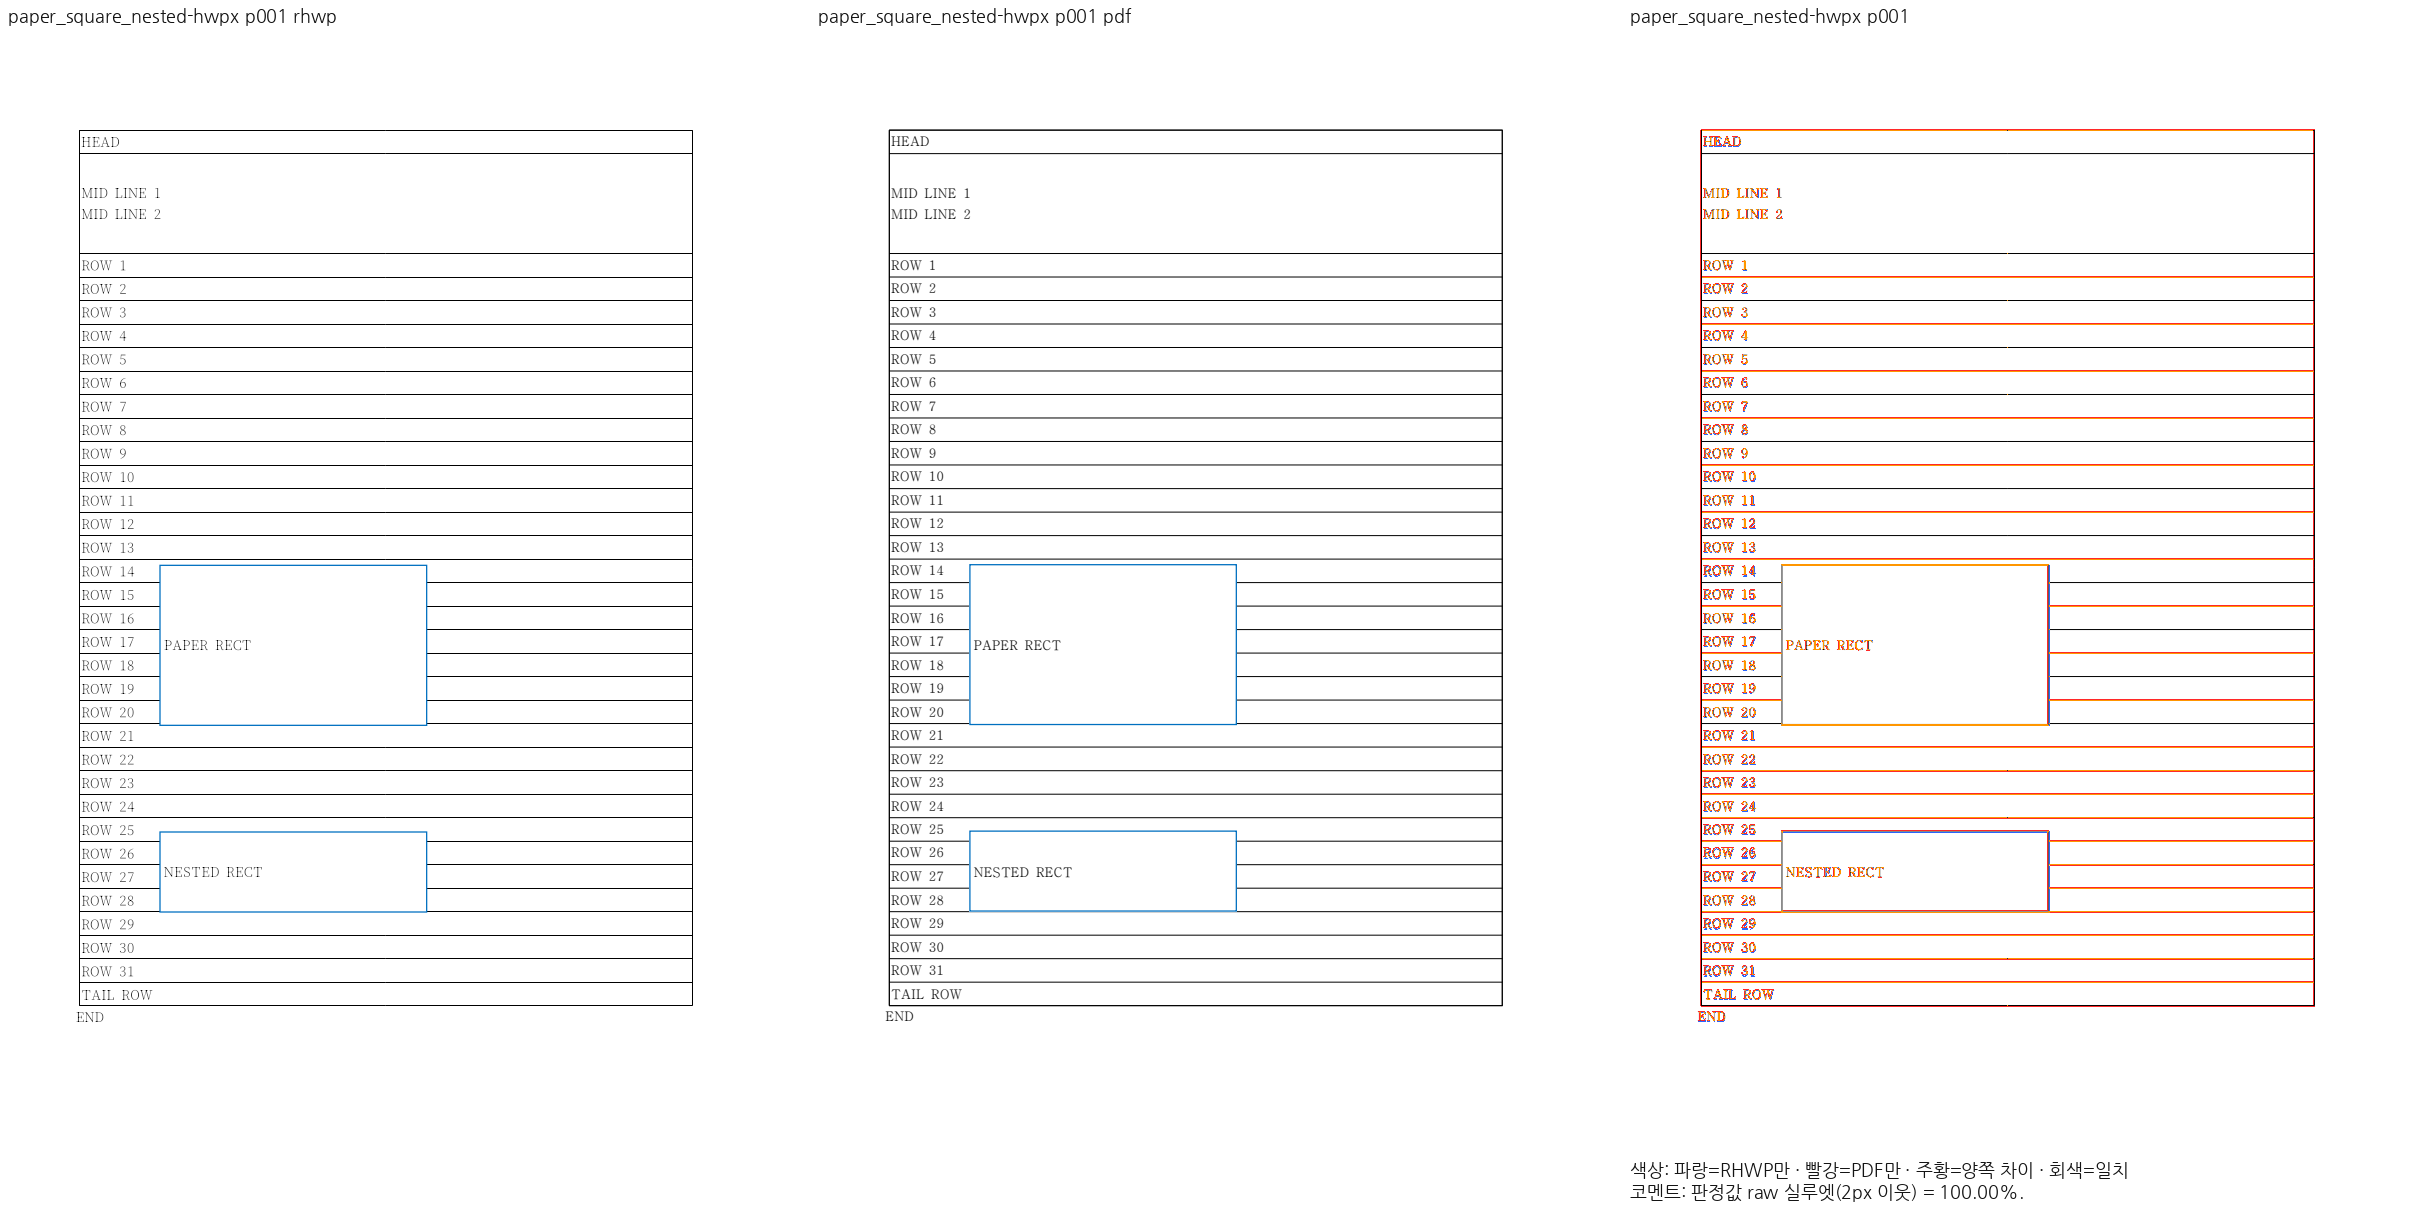 paper_square_nested-hwpx p001 rhwp
HEAD
MID LINE 1
MID LINE 2
ROW 1
ROW 2
ROW 3
ROW 4
ROW 5
ROW 6
ROW 7
ROW 8
ROW 9
ROW 10
ROW 11
ROW 12
ROW 13
ROW 14
ROW 15
ROW 16
ROW 17
PAPER RECT
ROW 18
ROW 19
ROW 20
ROW 21
ROW 22
ROW 23
ROW 24
ROW 25
ROW 26
NESTED RECT
ROW 27
ROW 28
ROW 29
ROW 30
ROW 31
TAIL ROW
END
paper_square_nested-hwpx p001 pdf
HEAD
MID LINE 1
MID LINE 2
ROW 1
ROW 2
ROW 3
ROW 4
ROW 5
ROW 6
ROW 7
ROW 8
ROW 9
ROW 10
ROW 11
ROW 12
ROW 13
ROW 14
ROW 15
ROW 16
ROW 17
PAPER RECT
ROW 18
ROW 19
ROW 20
ROW 21
ROW 22
ROW 23
ROW 24
ROW 25
ROW 26
NESTED RECT
ROW 27
ROW 28
ROW 29
ROW 30
ROW 31
TAIL ROW
END
paper_square_nested-hwpx p001
HEAD
MID LINE 1
MID LINE 2
ROW 1
ROW 2
ROW 3
ROW 4
ROW 5
ROW 6
ROW 7
ROW 8
ROW 9
ROW 10
ROW 11
ROW 12
ROW 13
ROW 14
ROW 15
ROW 16
ROW 17
PAPER RECT
ROW 18
ROW 19
ROW 20
ROW 21
ROW 22
ROW 23
ROW 24
ROW 25
ROW 26
NESTED RECT
ROW 27
ROW 28
ROW 29
ROW 30
ROW 31
TAIL ROW
END
색상: 파랑=RHWP만 · 빨강=PDF만 · 주황=양쪽 차이 · 회색=일치
코멘트: 판정값 raw 실루엣(2px 이웃) = 100.00%.